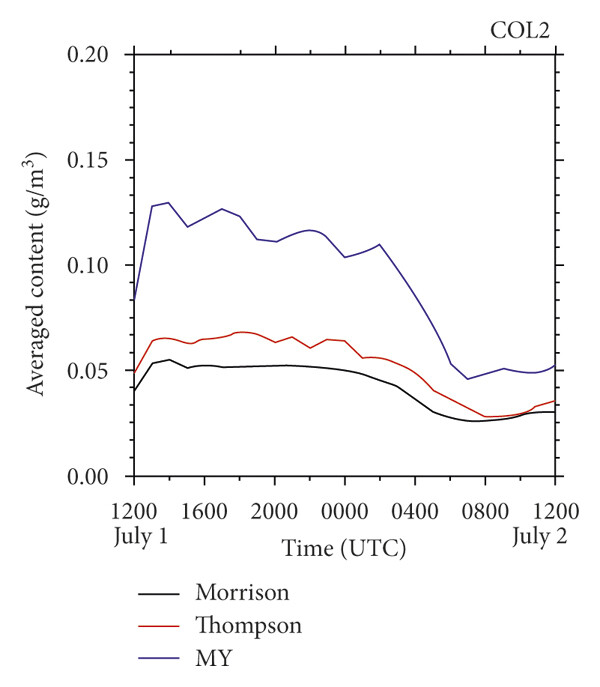 COL2
0.20
0.15
0.10
0.05
0.00
Averaged content (g/m³)
1200 1600 2000 0000 0400 0800 1200
July 1 July 2
Time (UTC)
Morrison
Thompson
MY